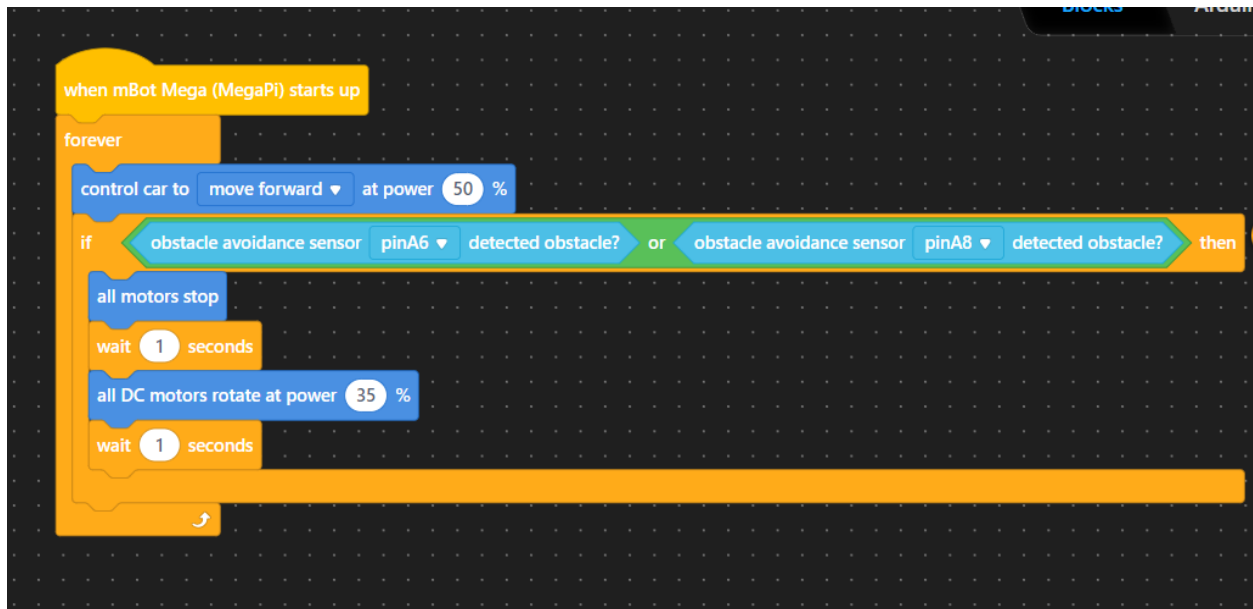 Blocks
when mBot Mega (MegaPi) starts up
forever
control car to move forward at power 50 %
if obstacle avoidance sensor pinA6 detected obstacle? or obstacle avoidance sensor pinA8 detected obstacle? then
all motors stop
wait 1 seconds
all DC motors rotate at power 35 %
wait 1 seconds